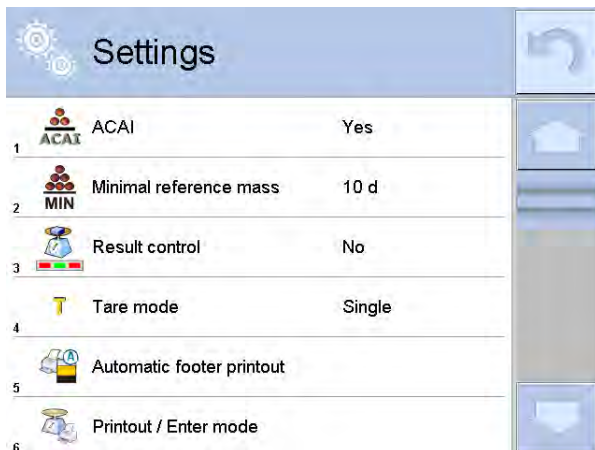 Settings
1 ACAI ACAI Yes
2 MIN Minimal reference mass 10 d
3 Result control No
4 T Tare mode Single
5 A Automatic footer printout
6 Printout / Enter mode